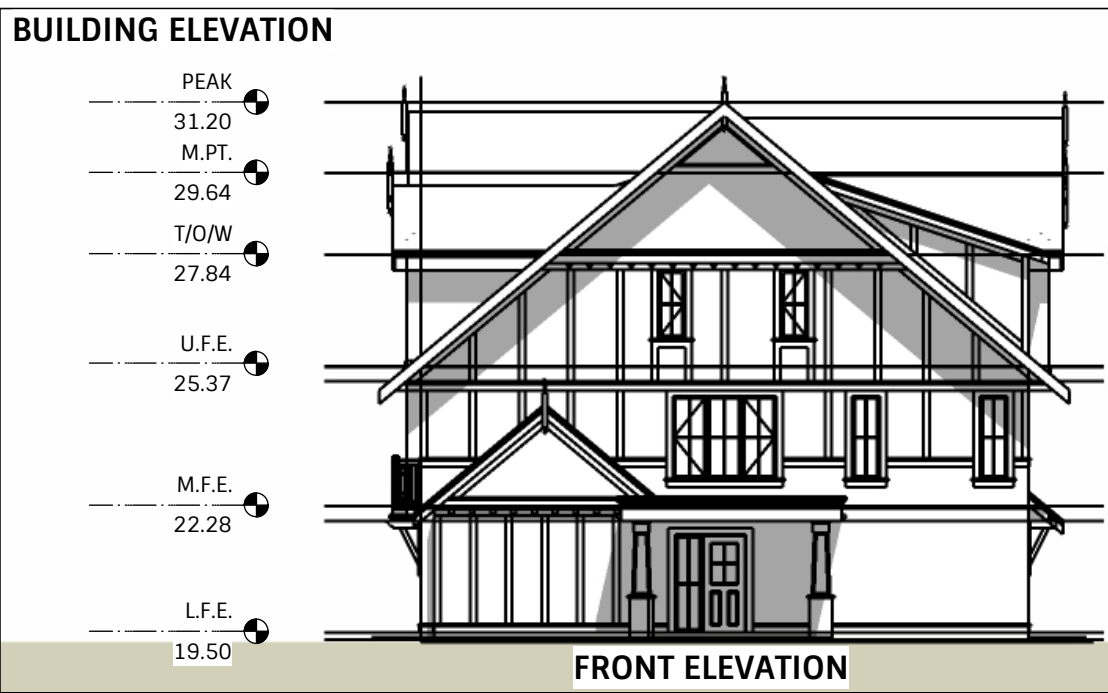 BUILDING ELEVATION
PEAK
31.20
M.PT.
29.64
T/O/W
27.84
U.F.E.
25.37
M.F.E.
22.28
L.F.E.
19.50
FRONT ELEVATION